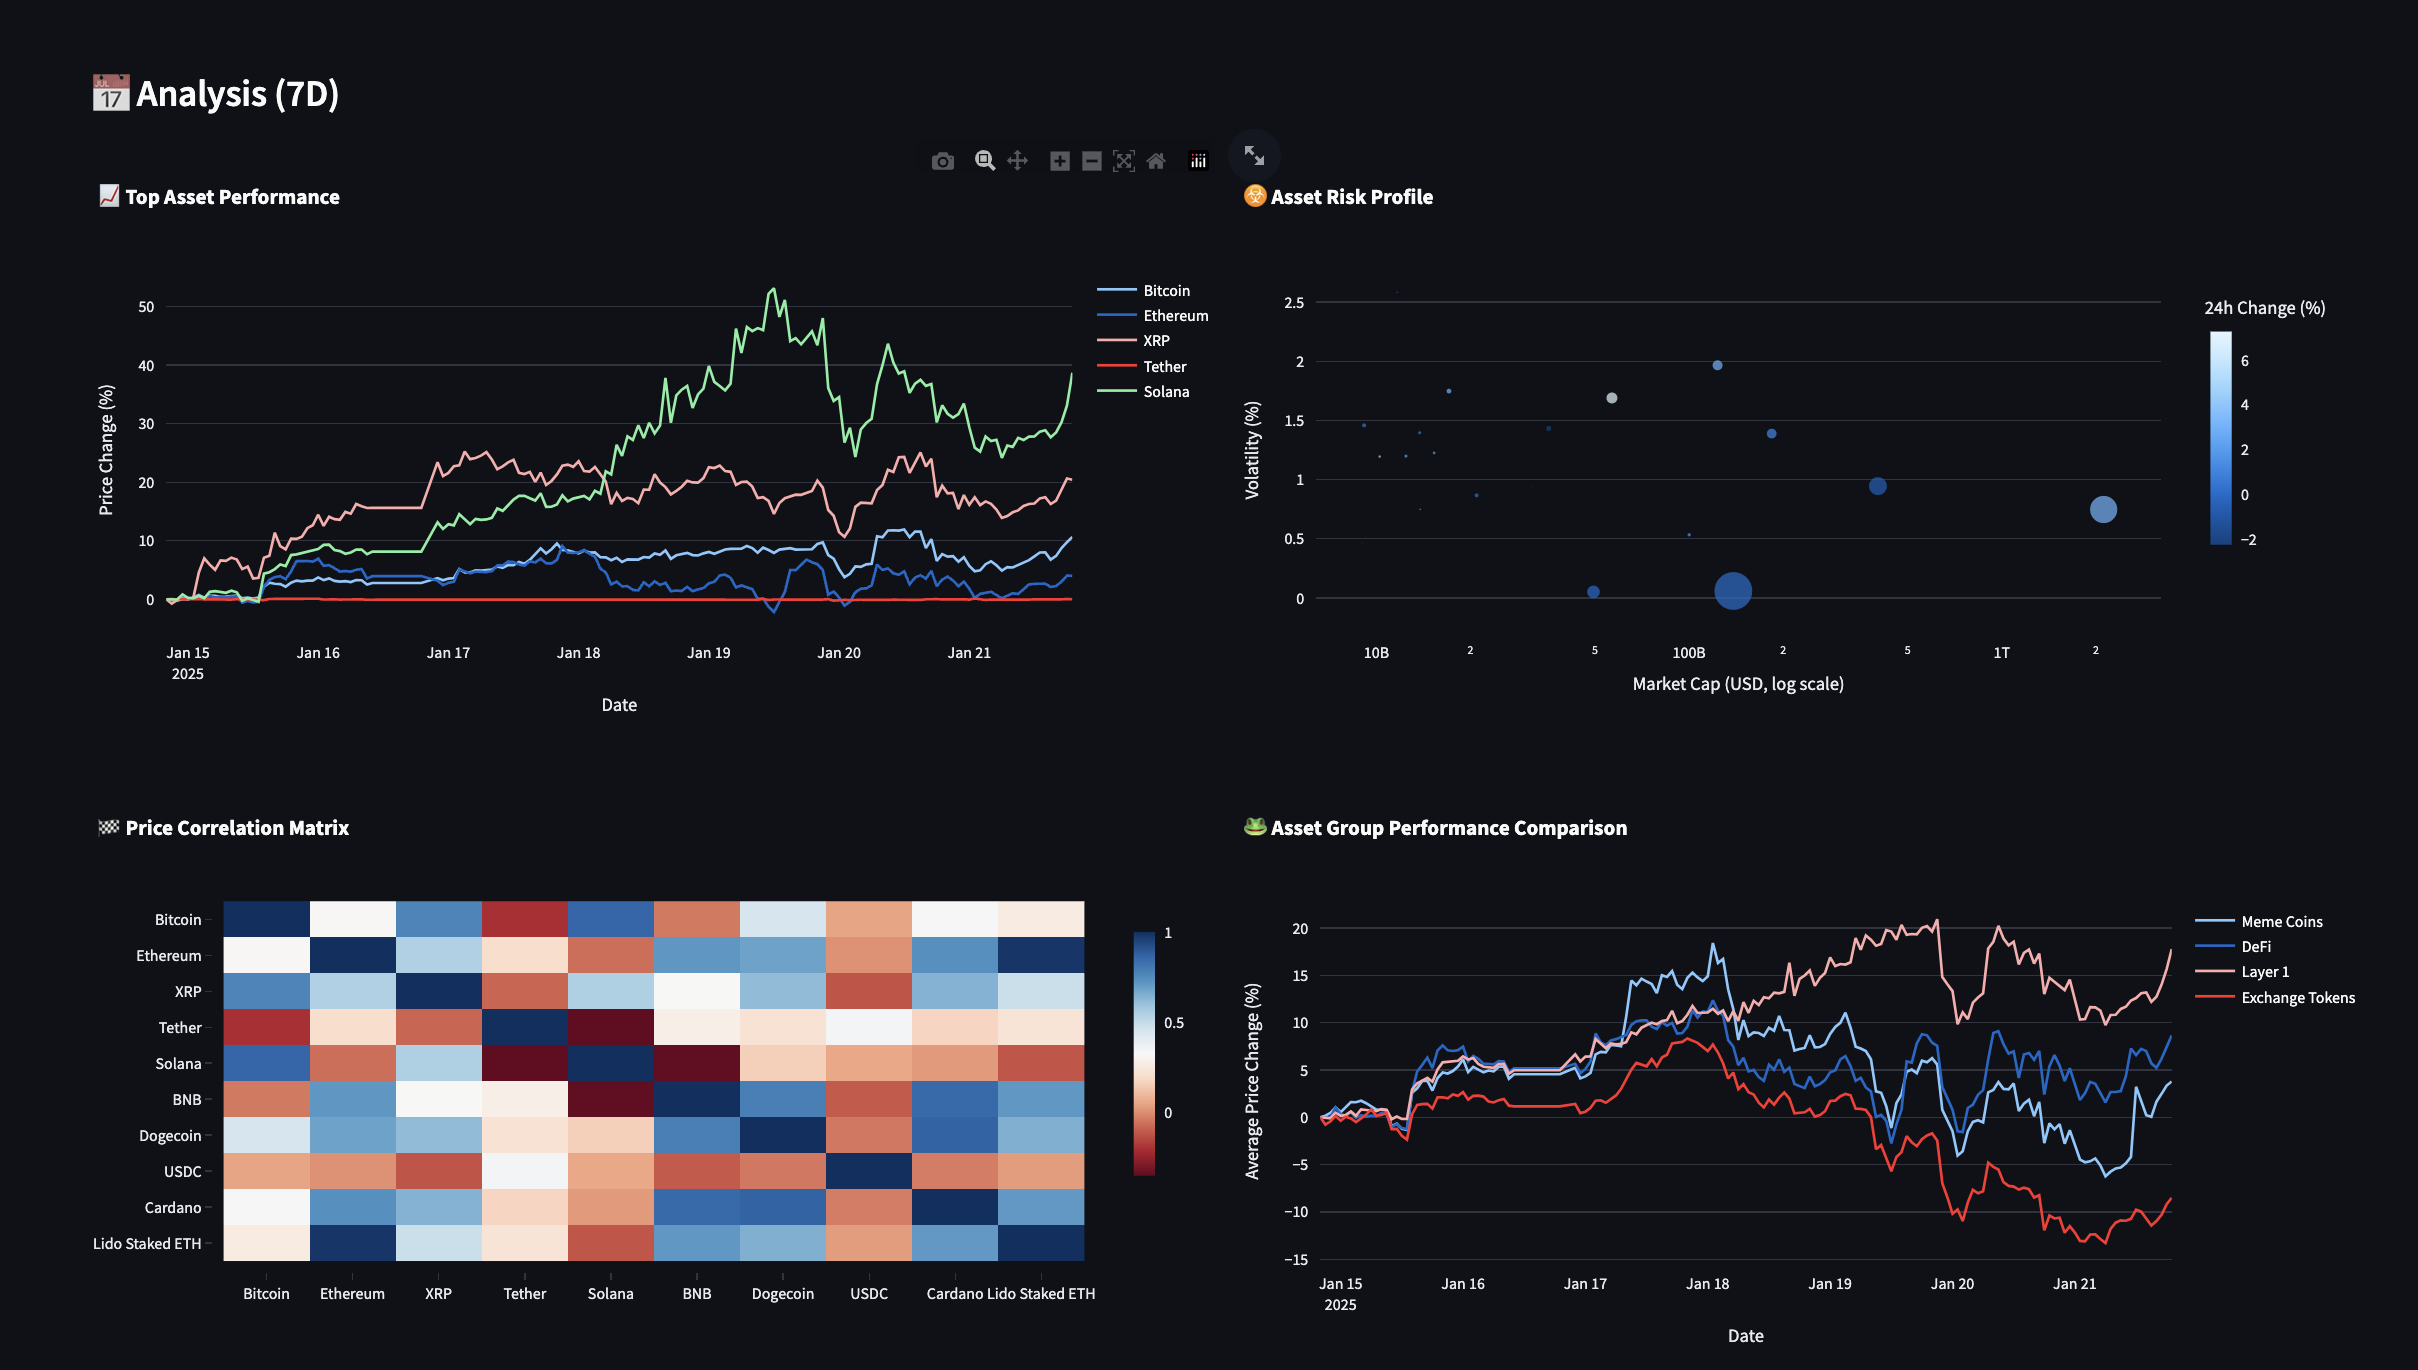 JUL
17
Analysis (7D)
Top Asset Performance
50
40
30
20
10
0
Price Change (%)
Jan 15
2025
Jan 16
Jan 17
Jan 18
Jan 19
Jan 20
Jan 21
Date
Bitcoin
Ethereum
XRP
Tether
Solana
Asset Risk Profile
2.5
2
1.5
1
0.5
0
Volatility (%)
10B
2
5
100B
2
5
1T
2
Market Cap (USD, log scale)
24h Change (%)
6
4
2
0
−2
Price Correlation Matrix
Bitcoin
Ethereum
XRP
Tether
Solana
BNB
Dogecoin
USDC
Cardano
Lido Staked ETH
Bitcoin
Ethereum
XRP
Tether
Solana
BNB
Dogecoin
USDC
Cardano
Lido Staked ETH
1
0.5
0
Asset Group Performance Comparison
20
15
10
5
0
−5
−10
−15
Average Price Change (%)
Jan 15
2025
Jan 16
Jan 17
Jan 18
Jan 19
Jan 20
Jan 21
Date
Meme Coins
DeFi
Layer 1
Exchange Tokens